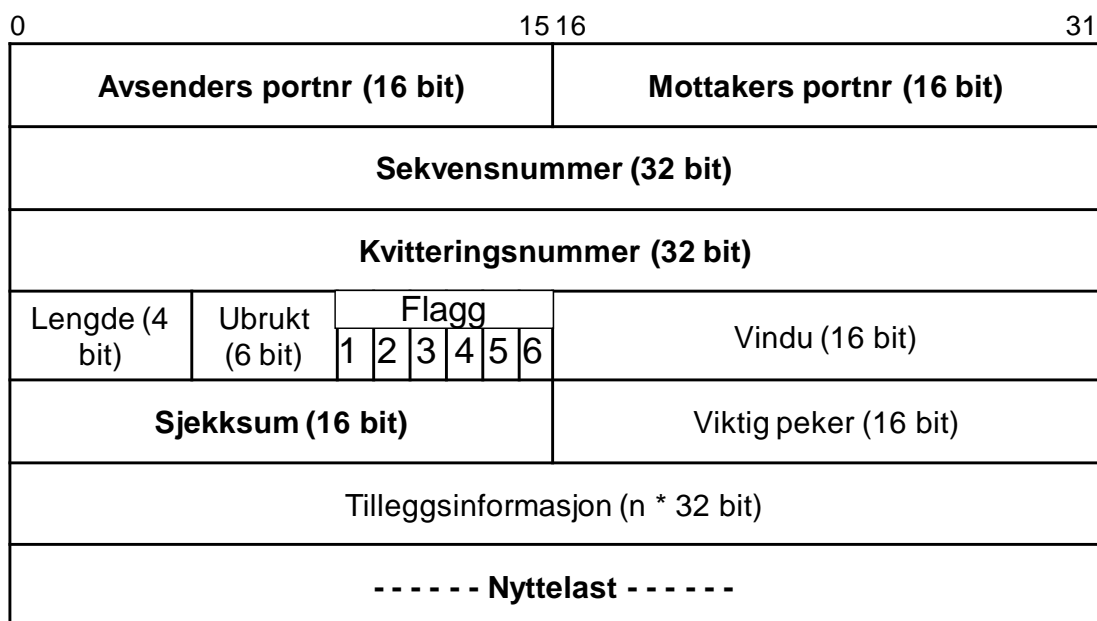 0 15 16 31
Avsenders portnr (16 bit) Mottakers portnr (16 bit)
Sekvensnummer (32 bit)
Kvitteringsnummer (32 bit)
Lengde (4
bit)
Ubrukt
(6 bit)
Flagg
1 2 3 4 5 6
Vindu (16 bit)
Sjekksum (16 bit) Viktig peker (16 bit)
Tilleggsinformasjon (n * 32 bit)
- - - - - - Nyttelast - - - - - -